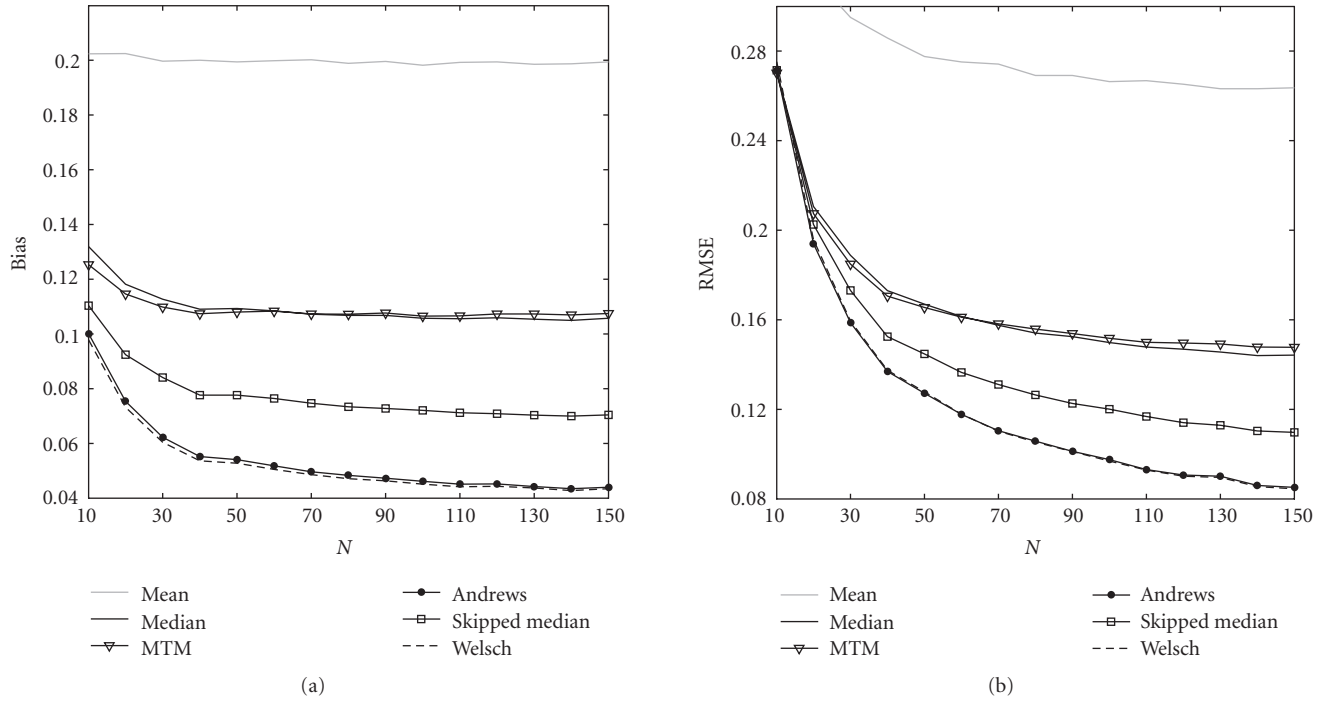 0.2
0.18
0.16
0.14
0.12
0.1
0.08
0.06
0.04
Bias
10 30 50 70 90 110 130 150
N
Mean
Median
MTM
Andrews
Skipped median
Welsch
(a)
0.28
0.24
0.2
0.16
0.12
0.08
RMSE
10 30 50 70 90 110 130 150
N
Mean
Median
MTM
Andrews
Skipped median
Welsch
(b)